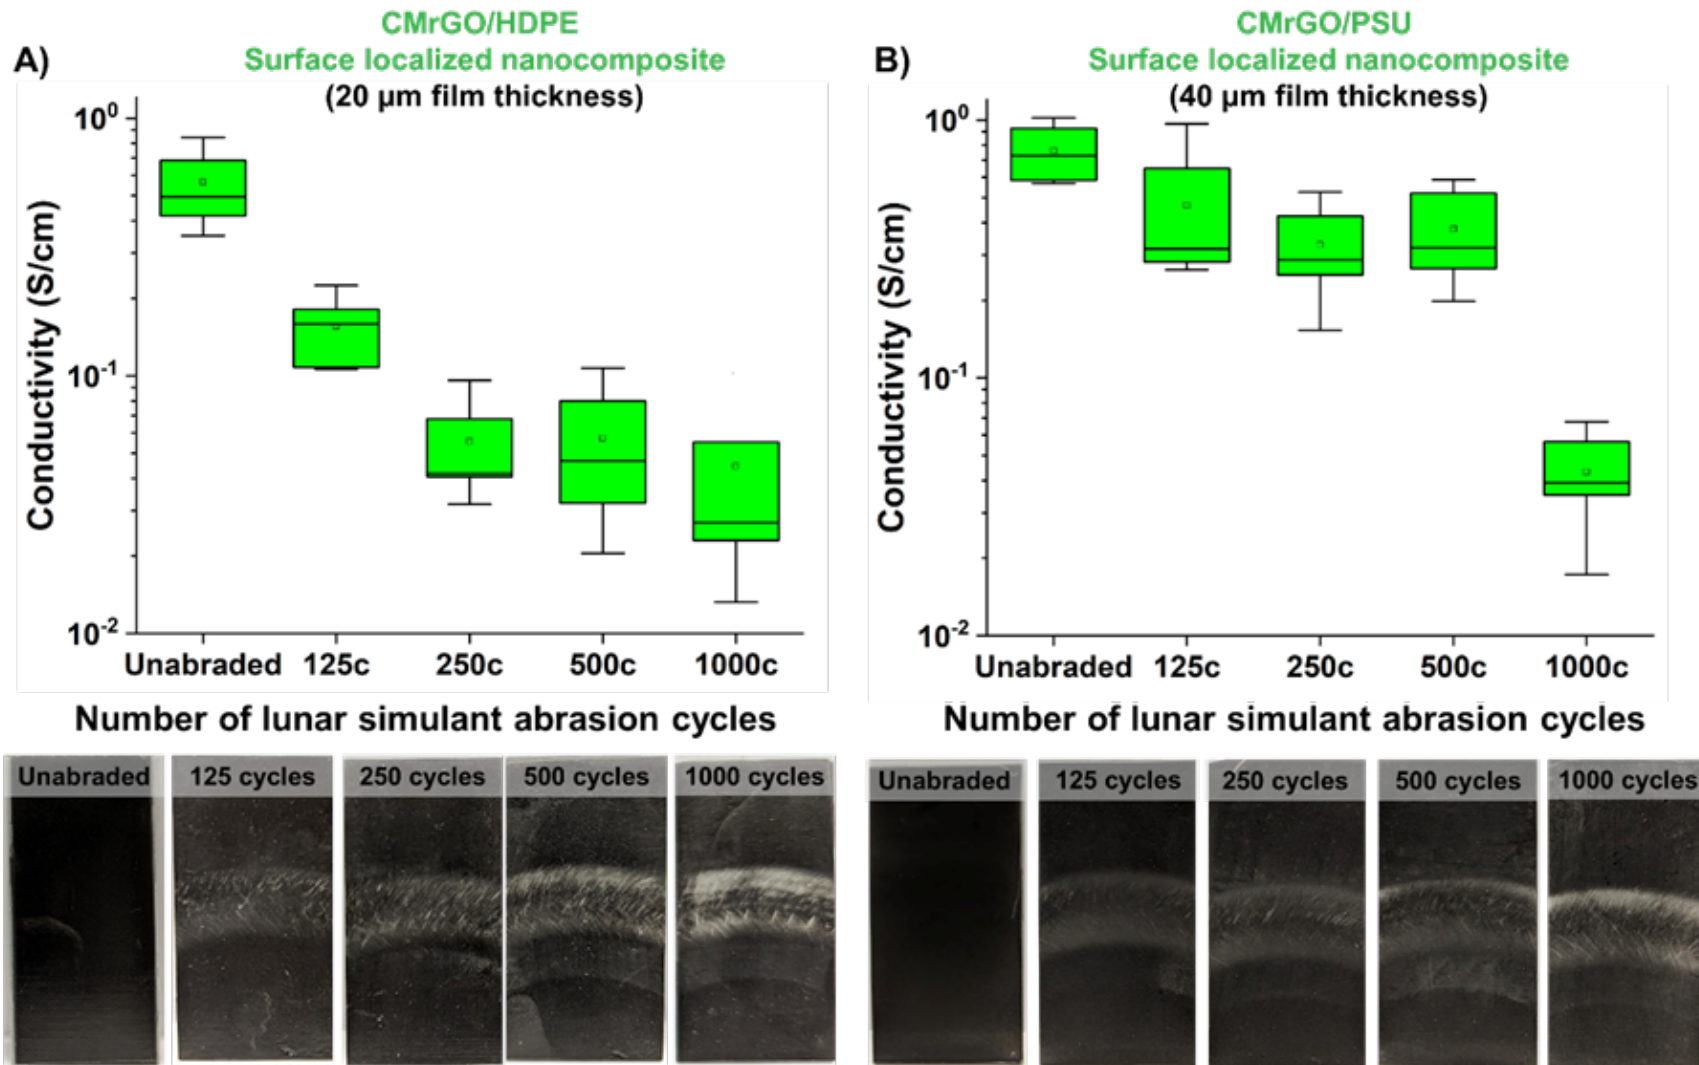 A)
CMrGO/HDPE
Surface localized nanocomposite
(20 µm film thickness)
Conductivity (S/cm)
10^0
10^-1
10^-2
Unabraded 125c 250c 500c 1000c
Number of lunar simulant abrasion cycles
Unabraded 125 cycles 250 cycles 500 cycles 1000 cycles
B)
CMrGO/PSU
Surface localized nanocomposite
(40 µm film thickness)
Conductivity (S/cm)
10^0
10^-1
10^-2
Unabraded 125c 250c 500c 1000c
Number of lunar simulant abrasion cycles
Unabraded 125 cycles 250 cycles 500 cycles 1000 cycles